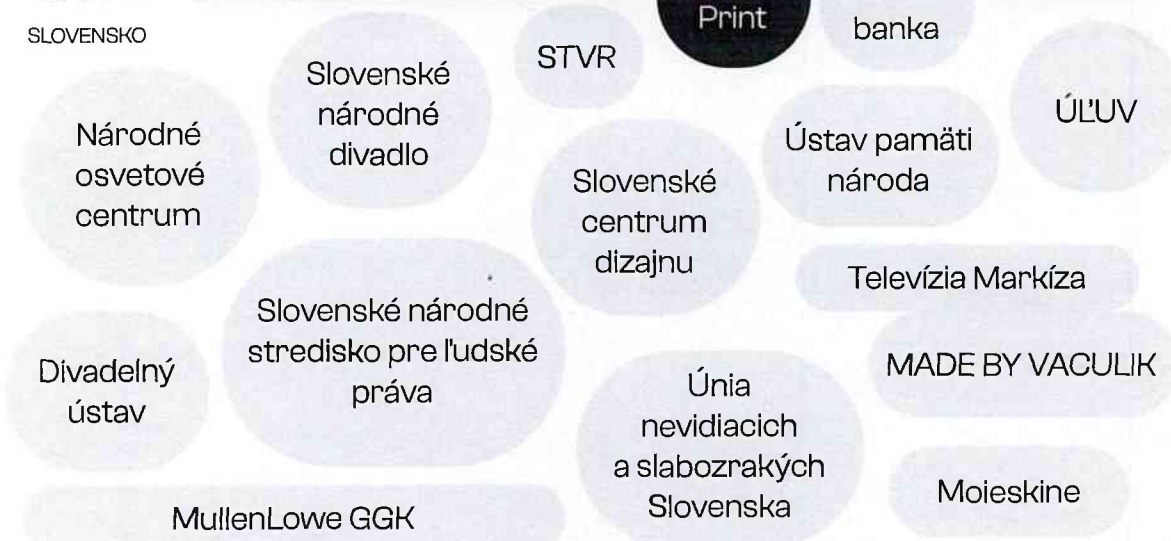 SLOVENSKO
Print
banka
STVR
Slovenské
národné
divadlo
ÚĽUV
Národné
osvetové
centrum
Ústav pamäti
národa
Slovenské
centrum
dizajnu
Televízia Markíza
Slovenské národné
stredisko pre ľudské
práva
Divadelný
ústav
MADE BY VACULIK
Únia
nevidiacich
a slabozrakých
Slovenska
Moieskine
MullenLowe GGK